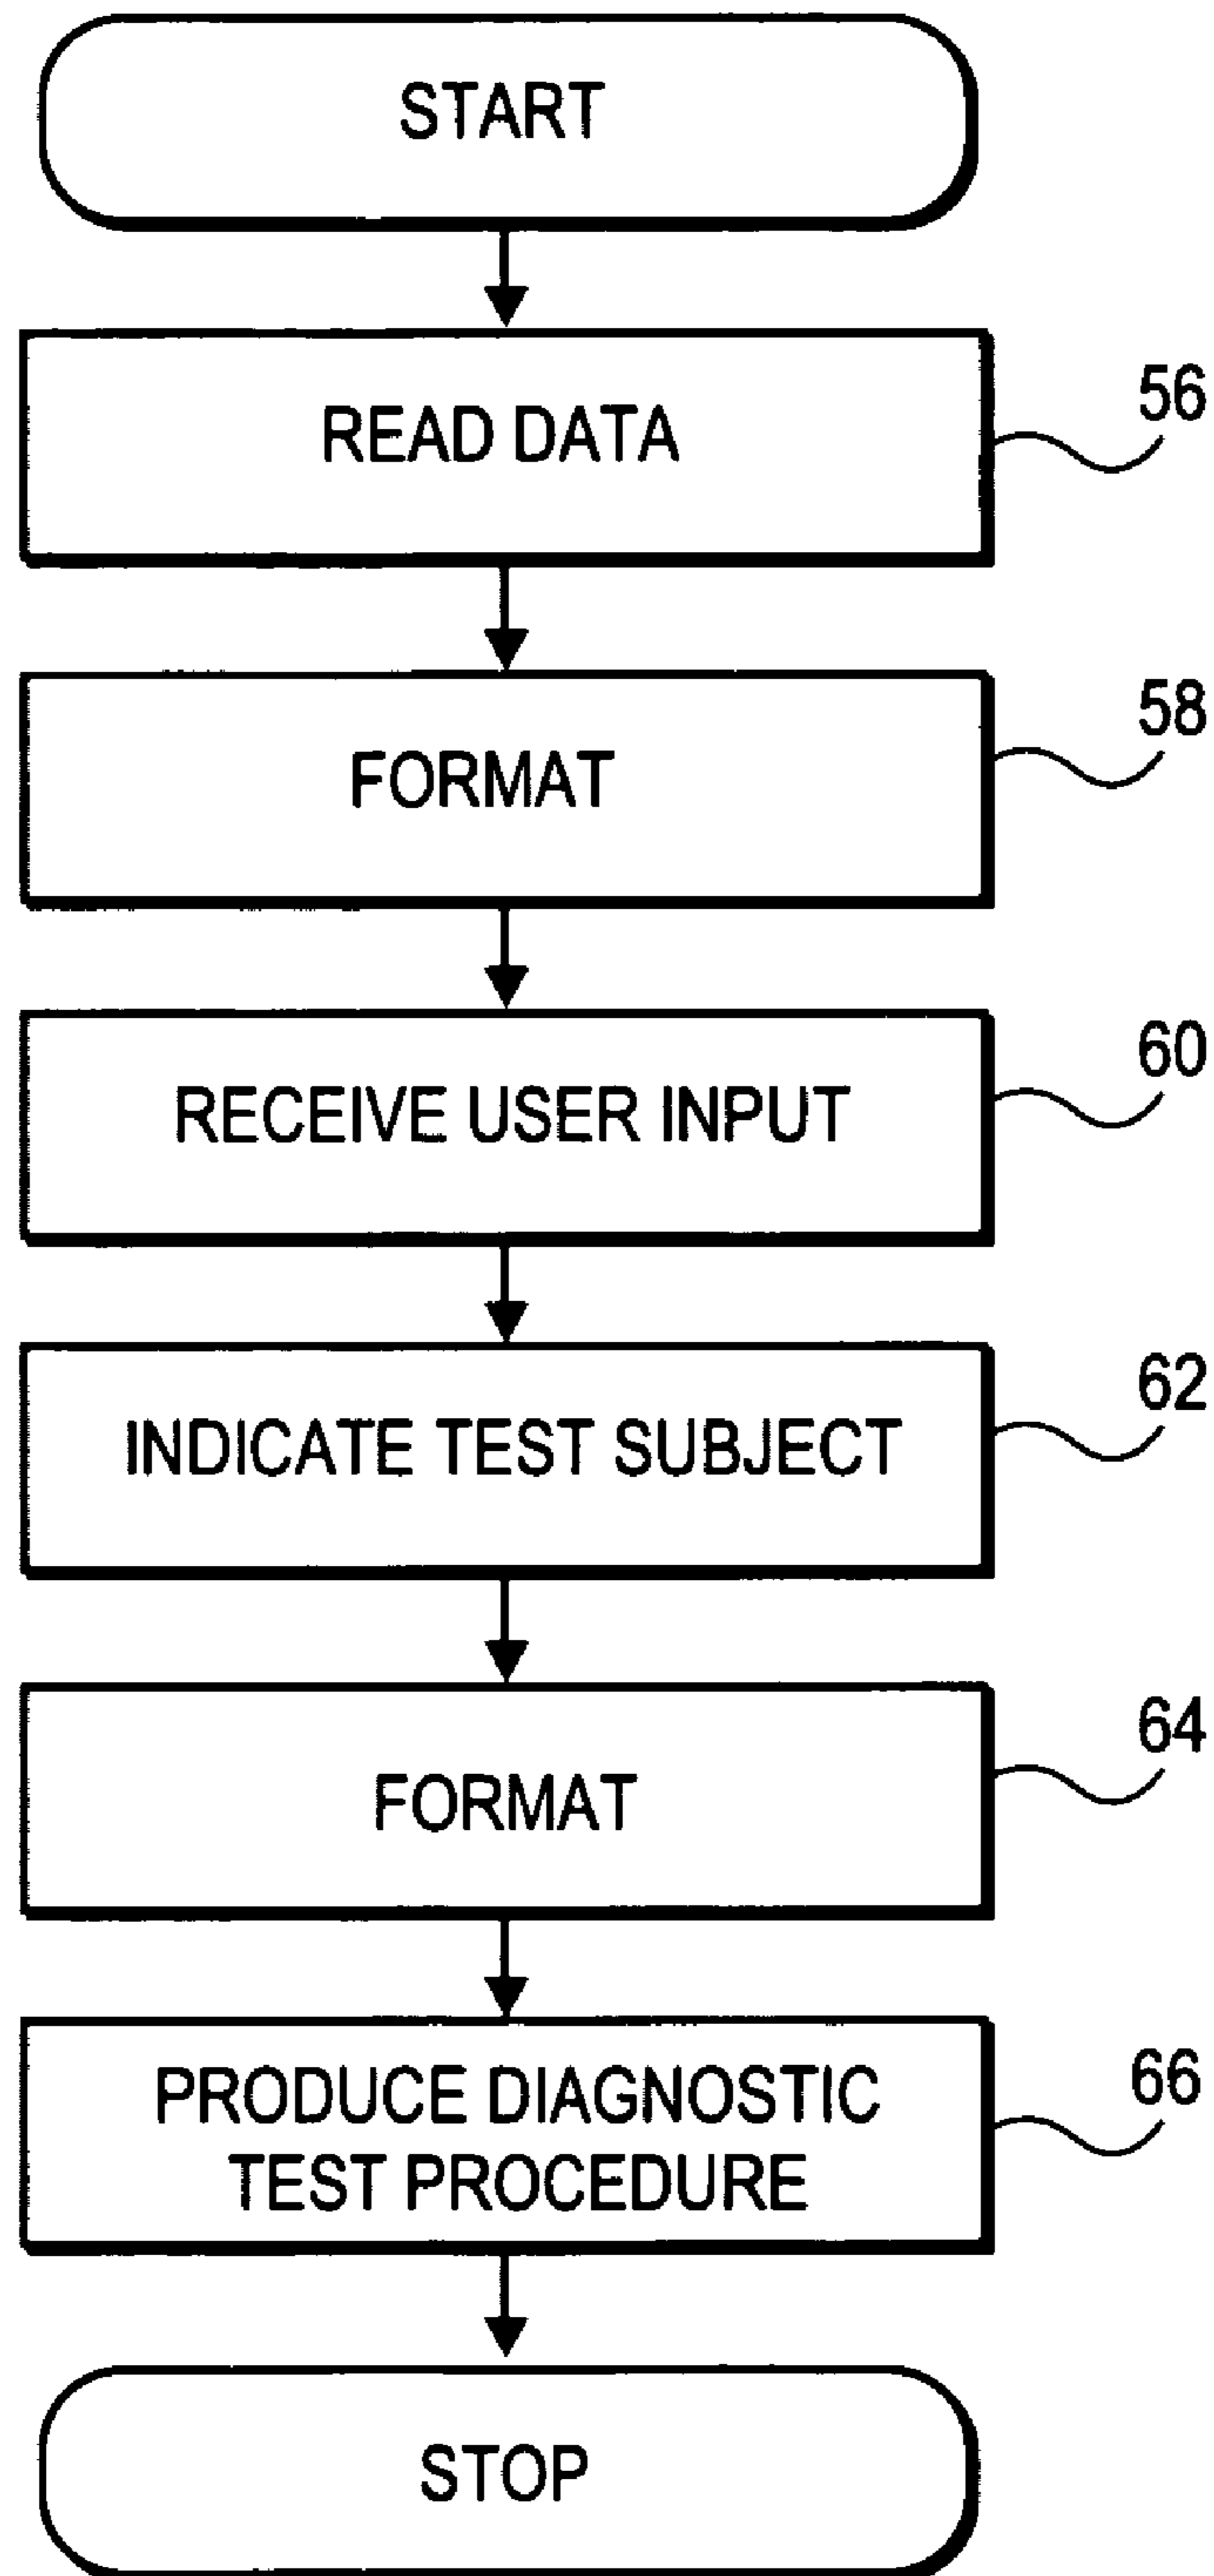 START
READ DATA
56
FORMAT
58
RECEIVE USER INPUT
60
INDICATE TEST SUBJECT
62
FORMAT
64
PRODUCE DIAGNOSTIC
TEST PROCEDURE
66
STOP